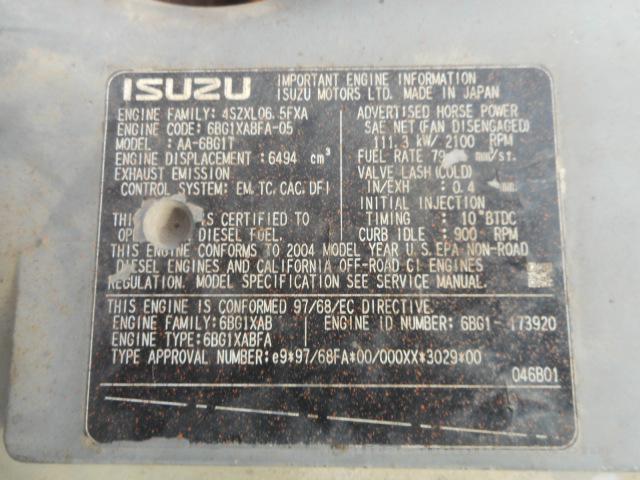 ISUZU
IMPORTANT ENGINE INFORMATION
ISUZU MOTORS LTD. MADE IN JAPAN
ENGINE FAMILY: 4SZXL06.5FXA
ENGINE CODE: 6BG1XABFA-05
MODEL : AA-6BG1T
ENGINE DISPLACEMENT:6494 cm³
EXHAUST EMISSION
CONTROL SYSTEM: EM,TC,CAC,DFI
ADVERTISED HORSE POWER
SAE NET(FAN DISENGAGED)
111.3 kW/2100 RPM
FUEL RATE mm³/st.
VALVE LASH(COLD)
IN/EXH : 0.4
INITIAL INJECTION
TIMING : 10°BTDC
CURB IDLE : 900 RPM
IS CERTIFIED TO
DIESEL FUEL.
THIS ENGINE CONFORMS TO 2004 MODEL YEAR U.S.EPA NON-ROAD
DIESEL ENGINES AND CALIFORNIA OFF-ROAD CI ENGINES
REGULATION. MODEL SPECIFICATION SEE SERVICE MANUAL.
THIS ENGINE IS CONFORMED 97/68/EC DIRECTIVE.
ENGINE FAMILY:6BG1XAB
ENGINE ID NUMBER: 6BG1- 173920
ENGINE TYPE:6BG1XABFA
TYPE APPROVAL NUMBER:e9*97/68FA*00/000XX*3029*00
046B01